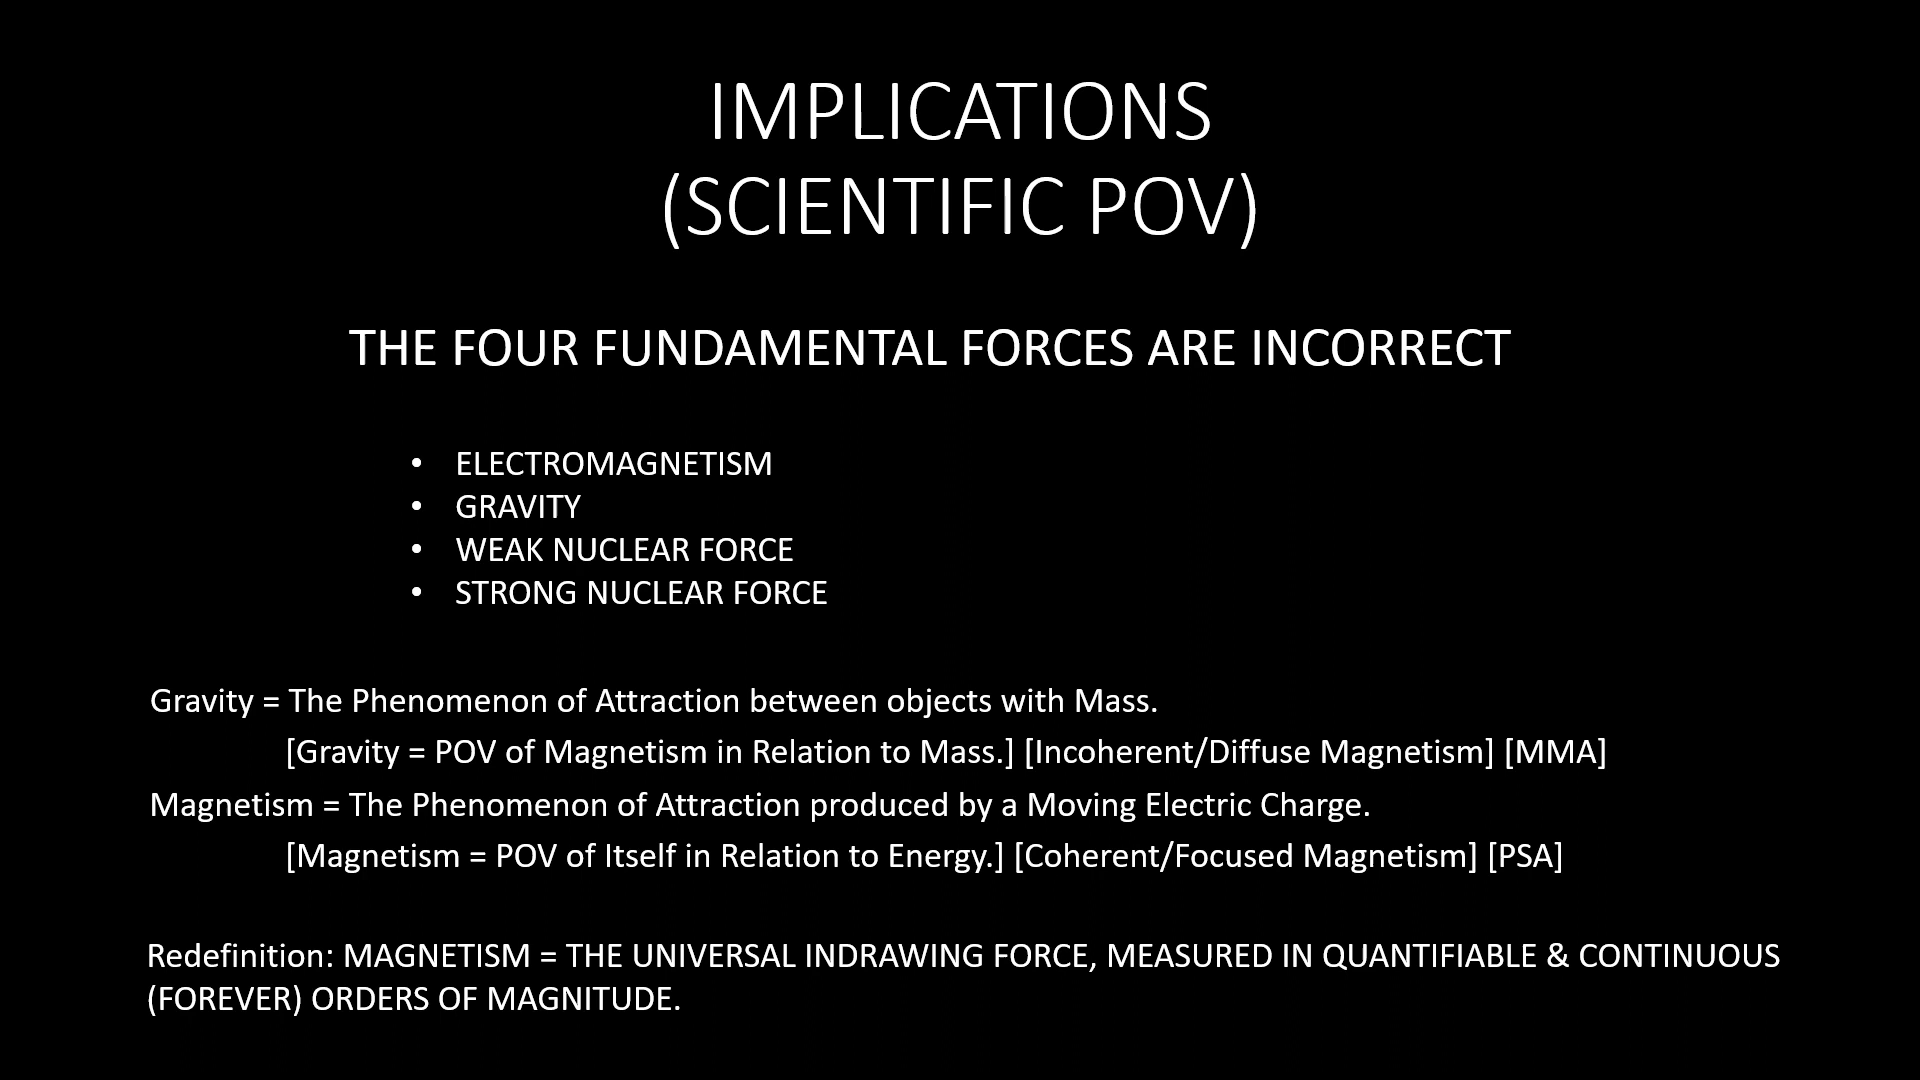 IMPLICATIONS
(SCIENTIFIC POV)
THE FOUR FUNDAMENTAL FORCES ARE INCORRECT
• ELECTROMAGNETISM
• GRAVITY
• WEAK NUCLEAR FORCE
• STRONG NUCLEAR FORCE
Gravity = The Phenomenon of Attraction between objects with Mass.
[Gravity = POV of Magnetism in Relation to Mass.] [Incoherent/Diffuse Magnetism] [MMA]
Magnetism = The Phenomenon of Attraction produced by a Moving Electric Charge.
[Magnetism = POV of Itself in Relation to Energy.] [Coherent/Focused Magnetism] [PSA]
Redefinition: MAGNETISM = THE UNIVERSAL INDRAWING FORCE, MEASURED IN QUANTIFIABLE & CONTINUOUS
(FOREVER) ORDERS OF MAGNITUDE.